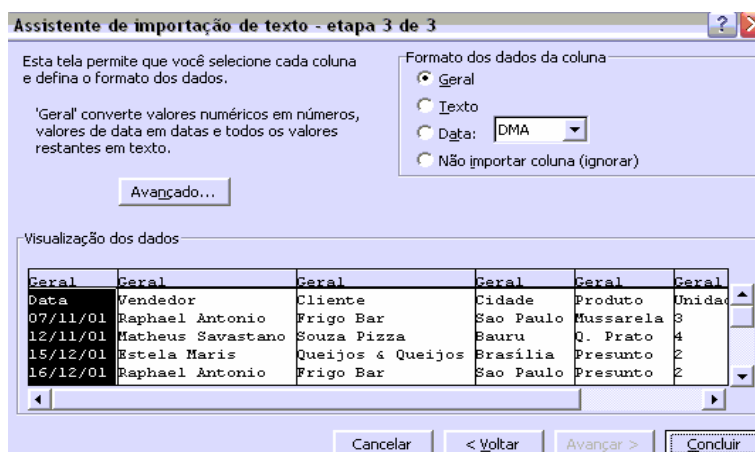 Assistente de importação de texto - etapa 3 de 3
Esta tela permite que você selecione cada coluna
e defina o formato dos dados.
'Geral' converte valores numéricos em números,
valores de data em datas e todos os valores
restantes em texto.
Avançado...
Formato dos dados da coluna
Geral
Texto
Data: DMA
Não importar coluna (ignorar)
Visualização dos dados
Geral Geral Geral Geral Geral Geral
Data Vendedor Cliente Cidade Produto Unidad
07/11/01 Raphael Antonio Frigo Bar Sao Paulo Mussarela 3
12/11/01 Matheus Savastano Souza Pizza Bauru Q. Prato 4
15/12/01 Estela Maris Queijos & Queijos Brasília Presunto 2
16/12/01 Raphael Antonio Frigo Bar Sao Paulo Presunto 2
Cancelar < Voltar Avançar > Concluir